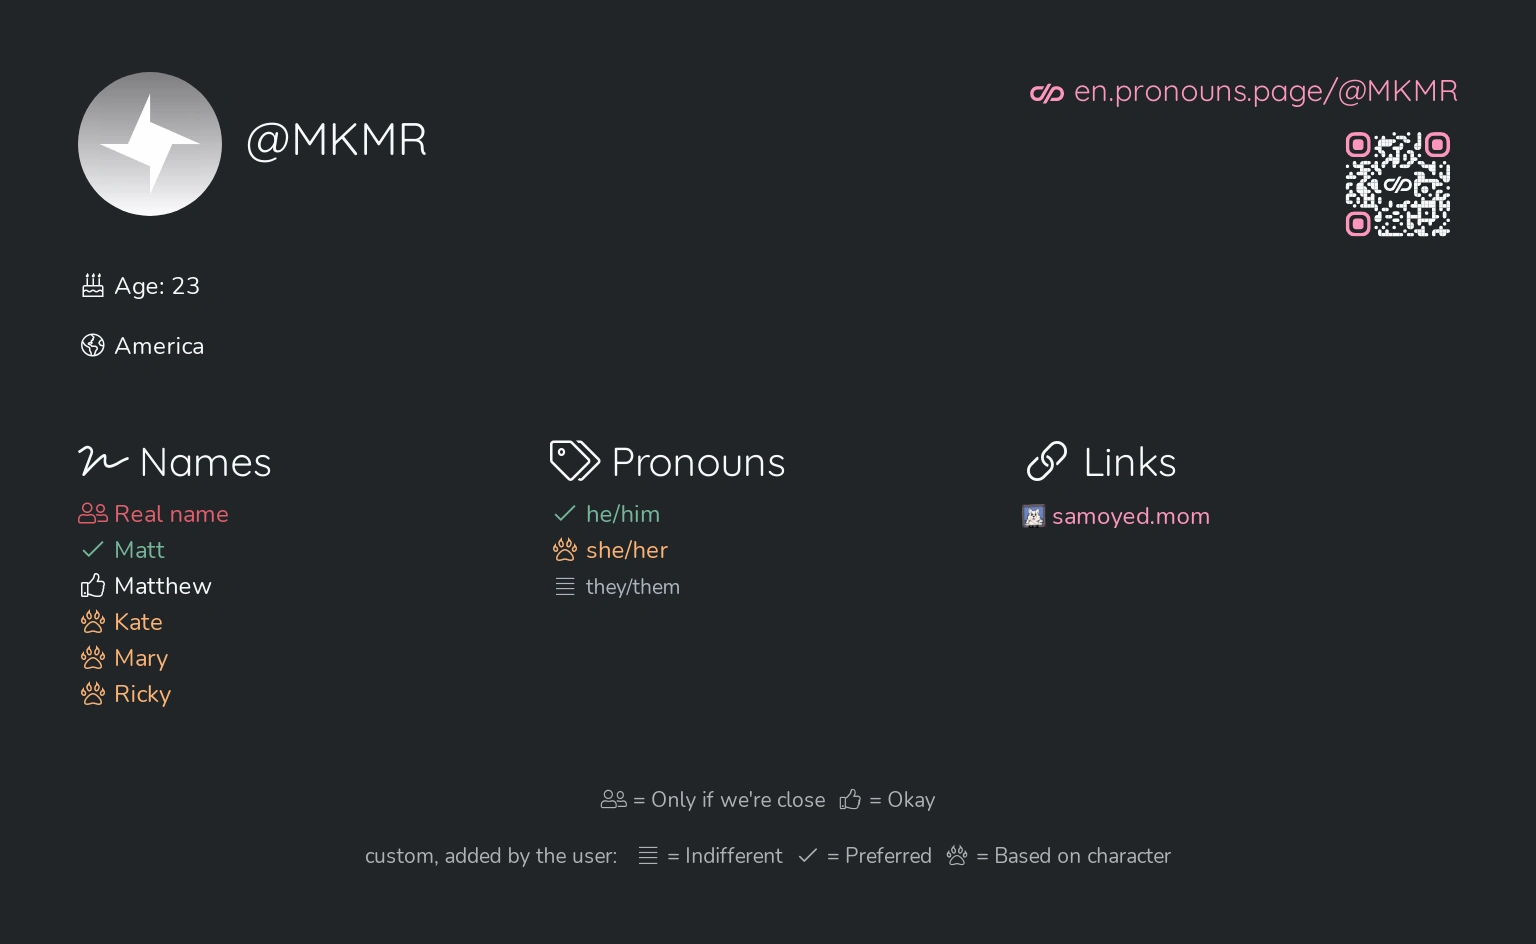 @MKMR
en.pronouns.page/@MKMR
Age: 23
America
Names
Real name
Matt
Matthew
Kate
Mary
Ricky
Pronouns
he/him
she/her
they/them
Links
samoyed.mom
= Only if we're close = Okay
custom, added by the user: = Indifferent = Preferred = Based on character